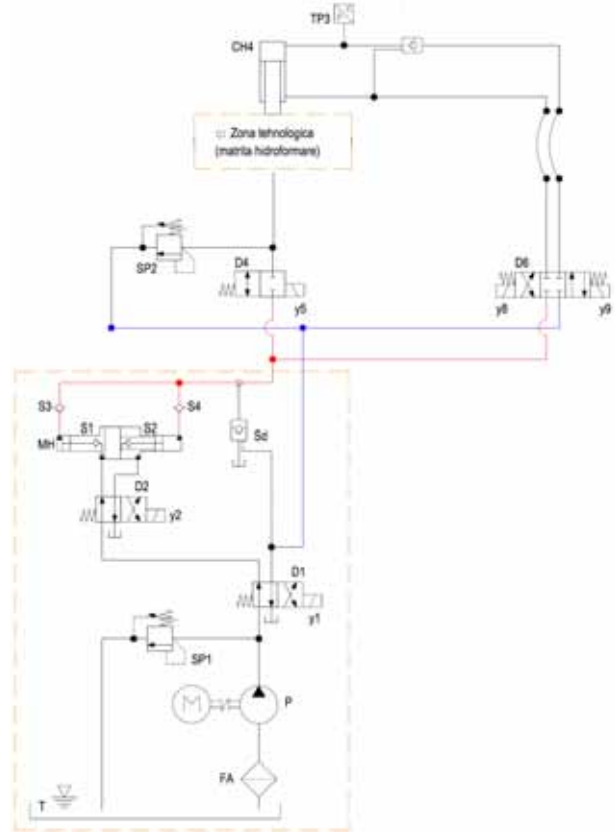 TP3
CH4
Zona tehnologica
(matrita hidroformare)
SP2
D4
D6
y5
y8
y9
S3
S4
S1
S2
MH
Sd
D2
y2
D1
y1
SP1
M
P
FA
T